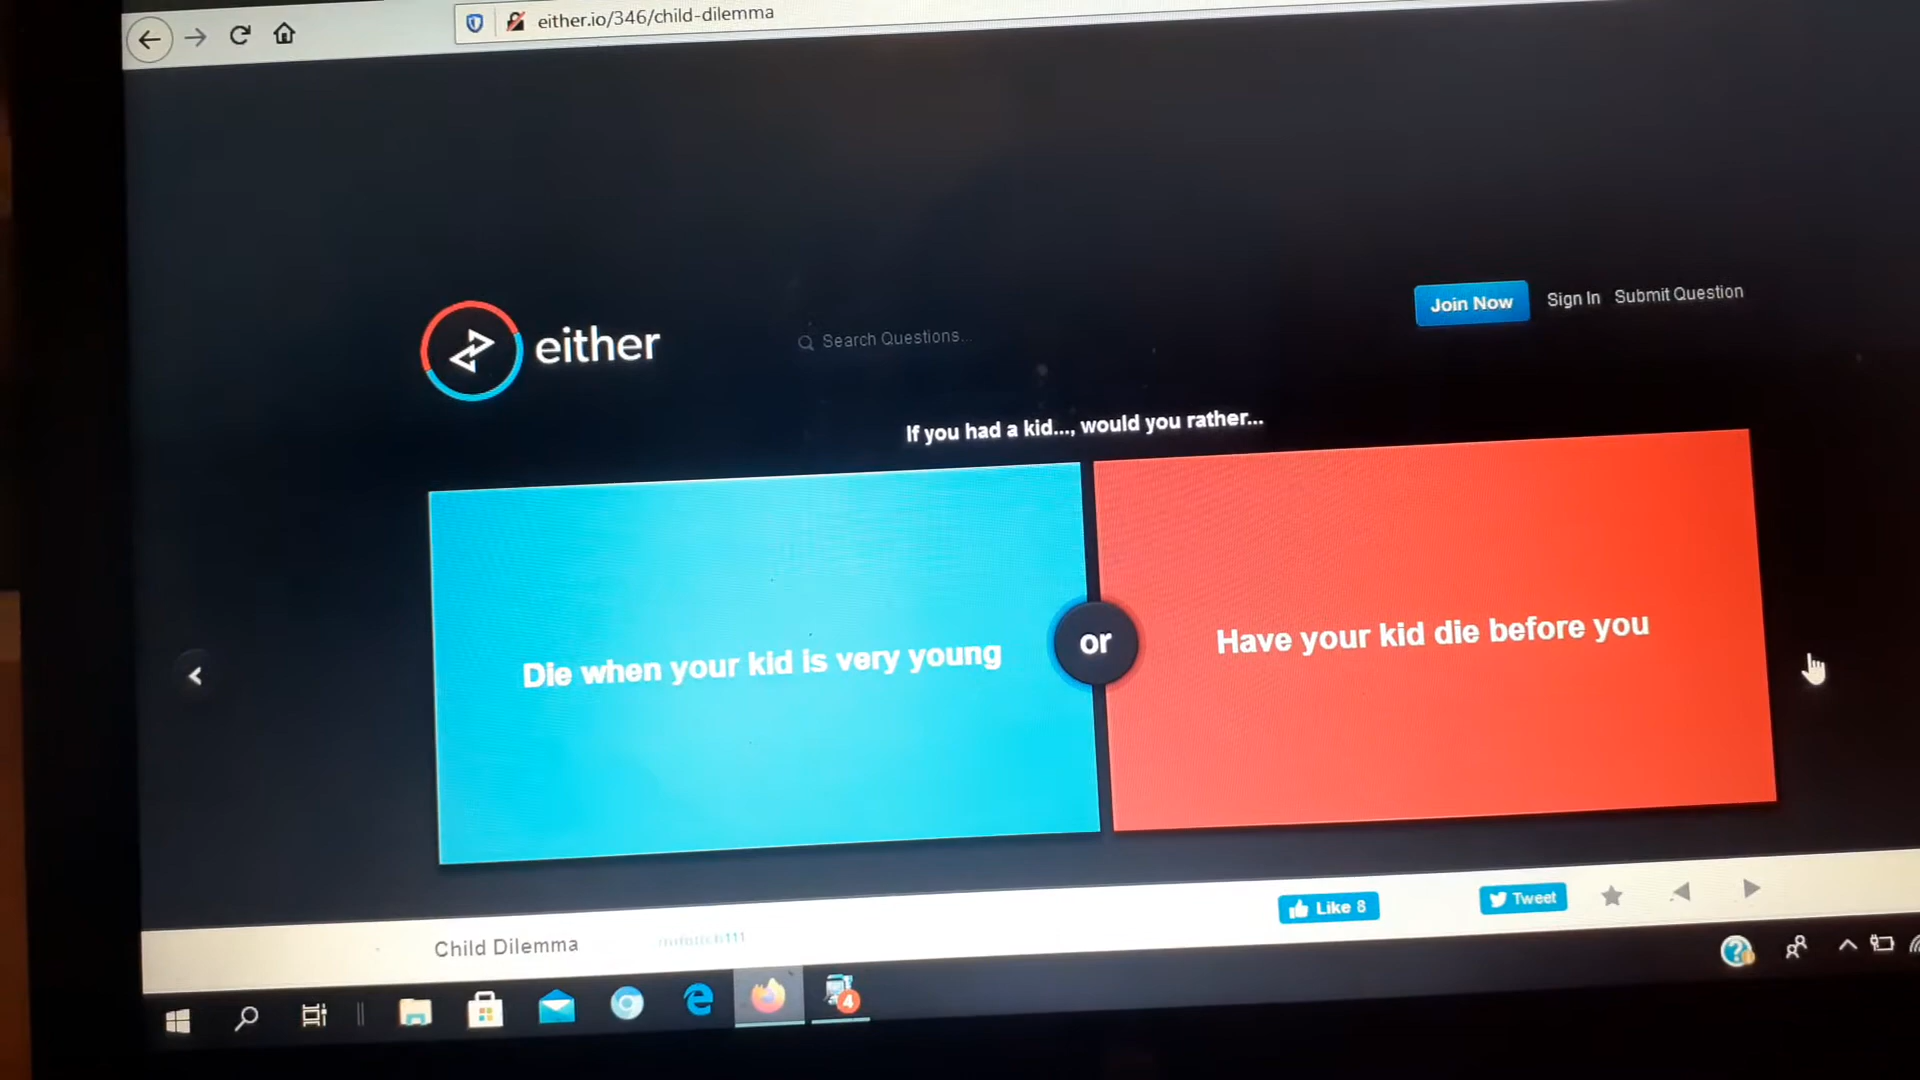 either.io/346/child-dilemma
either
Search Questions...
Join Now
Sign In
Submit Question
If you had a kid..., would you rather...
Die when your kid is very young
or
Have your kid die before you
Like 8
Tweet
Child Dilemma
4